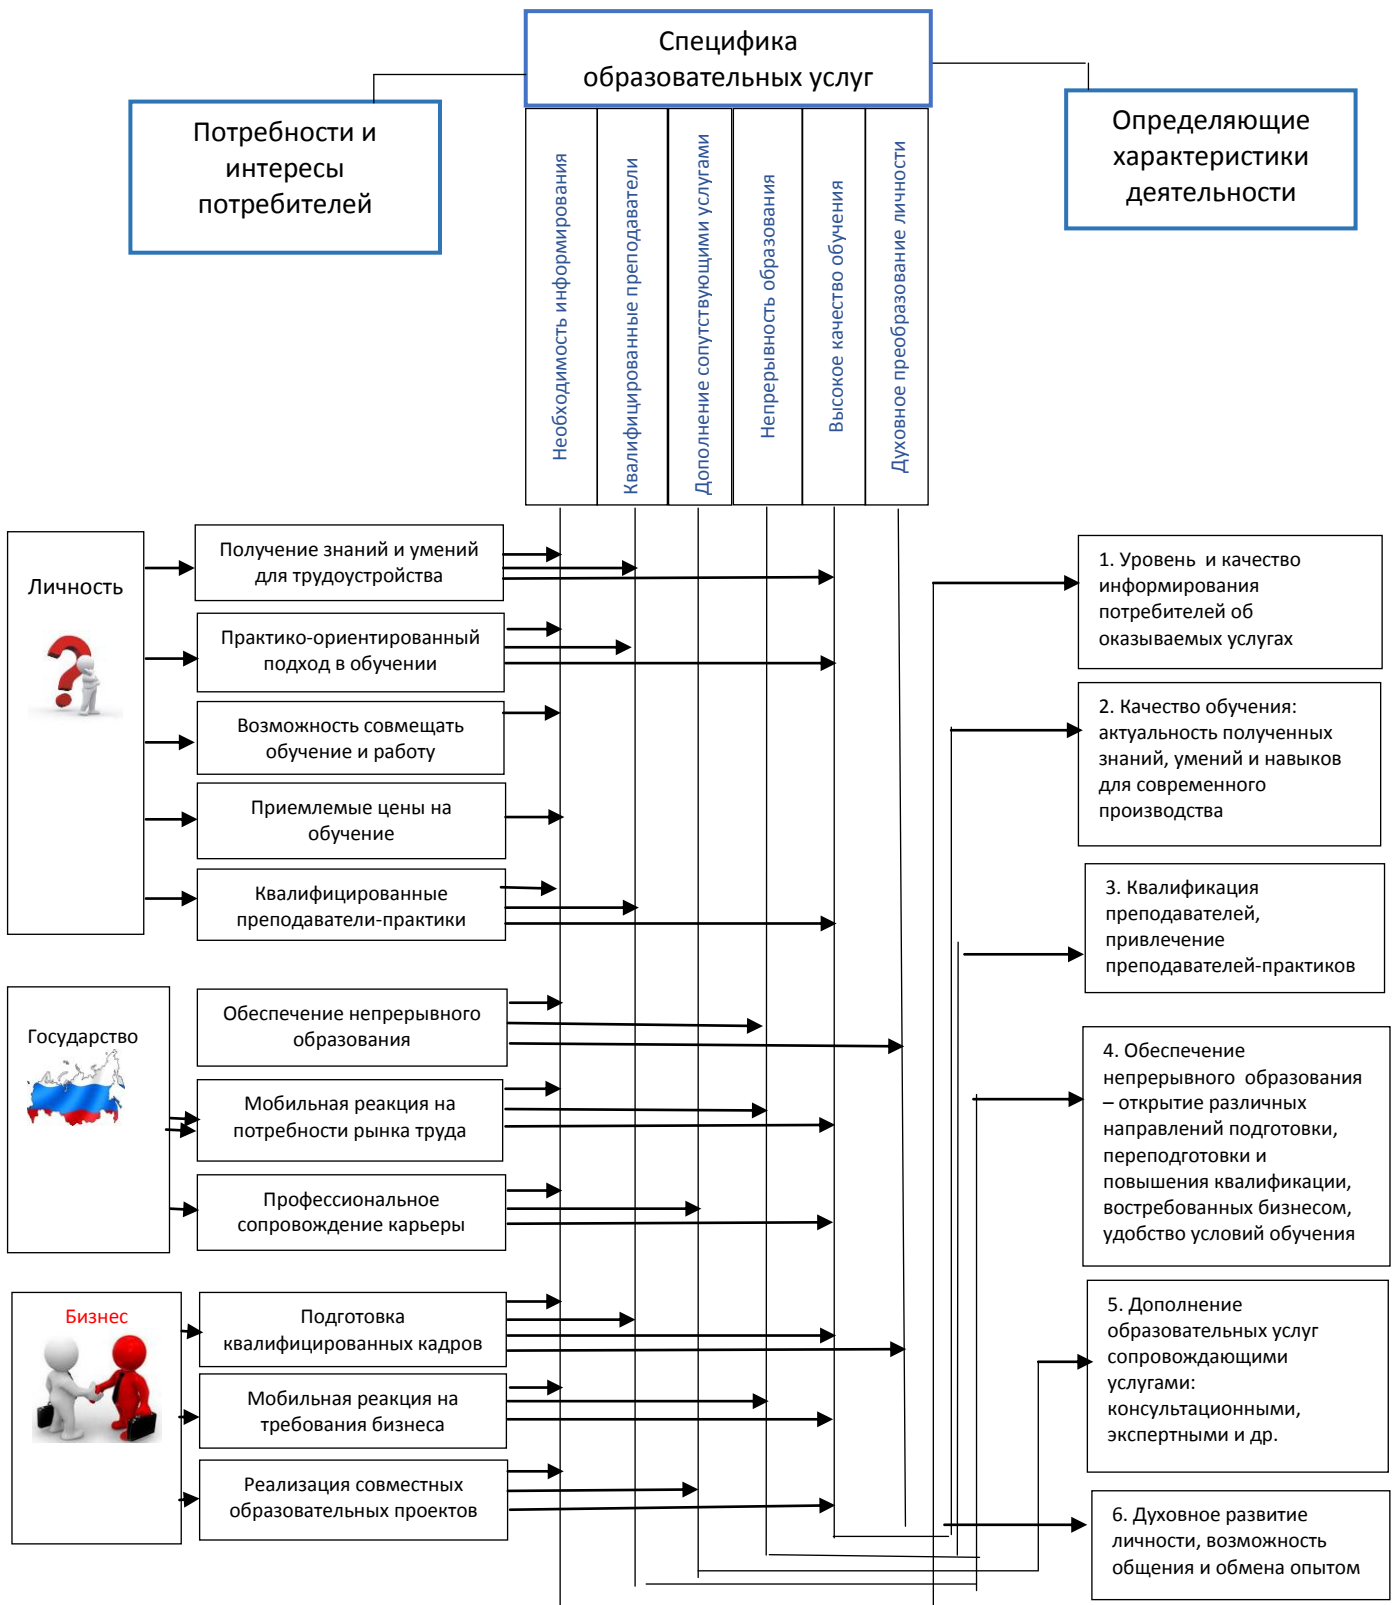 Специфика
образовательных услуг
Потребности и
интересы
потребителей
Определяющие
характеристики
деятельности
Необходимость информирования
Квалифицированные преподаватели
Дополнение сопутствующими услугами
Непрерывность образования
Высокое качество обучения
Духовное преобразование личности
Личность
Получение знаний и умений
для трудоустройства
Практико-ориентированный
подход в обучении
Возможность совмещать
обучение и работу
Приемлемые цены на
обучение
Квалифицированные
преподаватели-практики
Государство
Обеспечение непрерывного
образования
Мобильная реакция на
потребности рынка труда
Профессиональное
сопровождение карьеры
Бизнес
Подготовка
квалифицированных кадров
Мобильная реакция на
требования бизнеса
Реализация совместных
образовательных проектов
1. Уровень и качество
информирования
потребителей об
оказываемых услугах
2. Качество обучения:
актуальность полученных
знаний, умений и навыков
для современного
производства
3. Квалификация
преподавателей,
привлечение
преподавателей-практиков
4. Обеспечение
непрерывного образования
– открытие различных
направлений подготовки,
переподготовки и
повышения квалификации,
востребованных бизнесом,
удобство условий обучения
5. Дополнение
образовательных услуг
сопровождающими
услугами:
консультационными,
экспертными и др.
6. Духовное развитие
личности, возможность
общения и обмена опытом